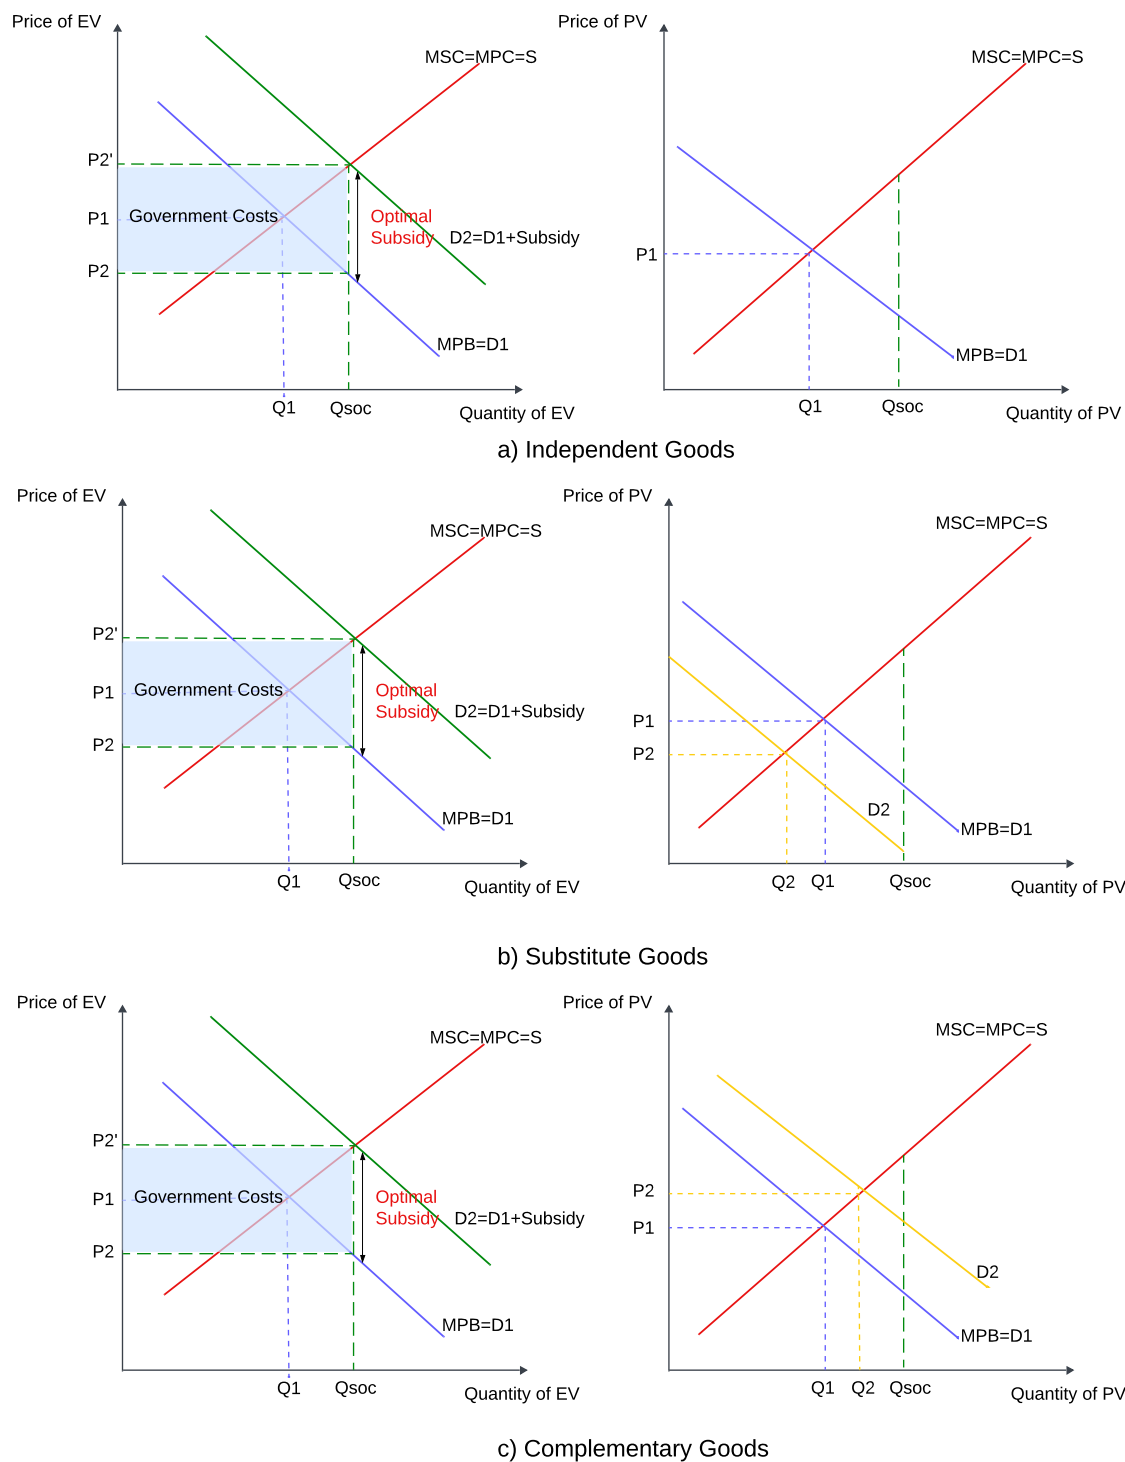 Price of EV
MSC=MPC=S
P2'
P1
Government Costs
Optimal
Subsidy
D2=D1+Subsidy
P2
MPB=D1
Q1
Qsoc
Quantity of EV
Price of PV
MSC=MPC=S
P1
MPB=D1
Q1
Qsoc
Quantity of PV
a) Independent Goods
Price of EV
MSC=MPC=S
P2'
P1
Government Costs
Optimal
Subsidy
D2=D1+Subsidy
P2
MPB=D1
Q1
Qsoc
Quantity of EV
Price of PV
MSC=MPC=S
P1
P2
D2
MPB=D1
Q2
Q1
Qsoc
Quantity of PV
b) Substitute Goods
Price of EV
MSC=MPC=S
P2'
P1
Government Costs
Optimal
Subsidy
D2=D1+Subsidy
P2
MPB=D1
Q1
Qsoc
Quantity of EV
Price of PV
MSC=MPC=S
P2
P1
D2
MPB=D1
Q1
Q2
Qsoc
Quantity of PV
c) Complementary Goods